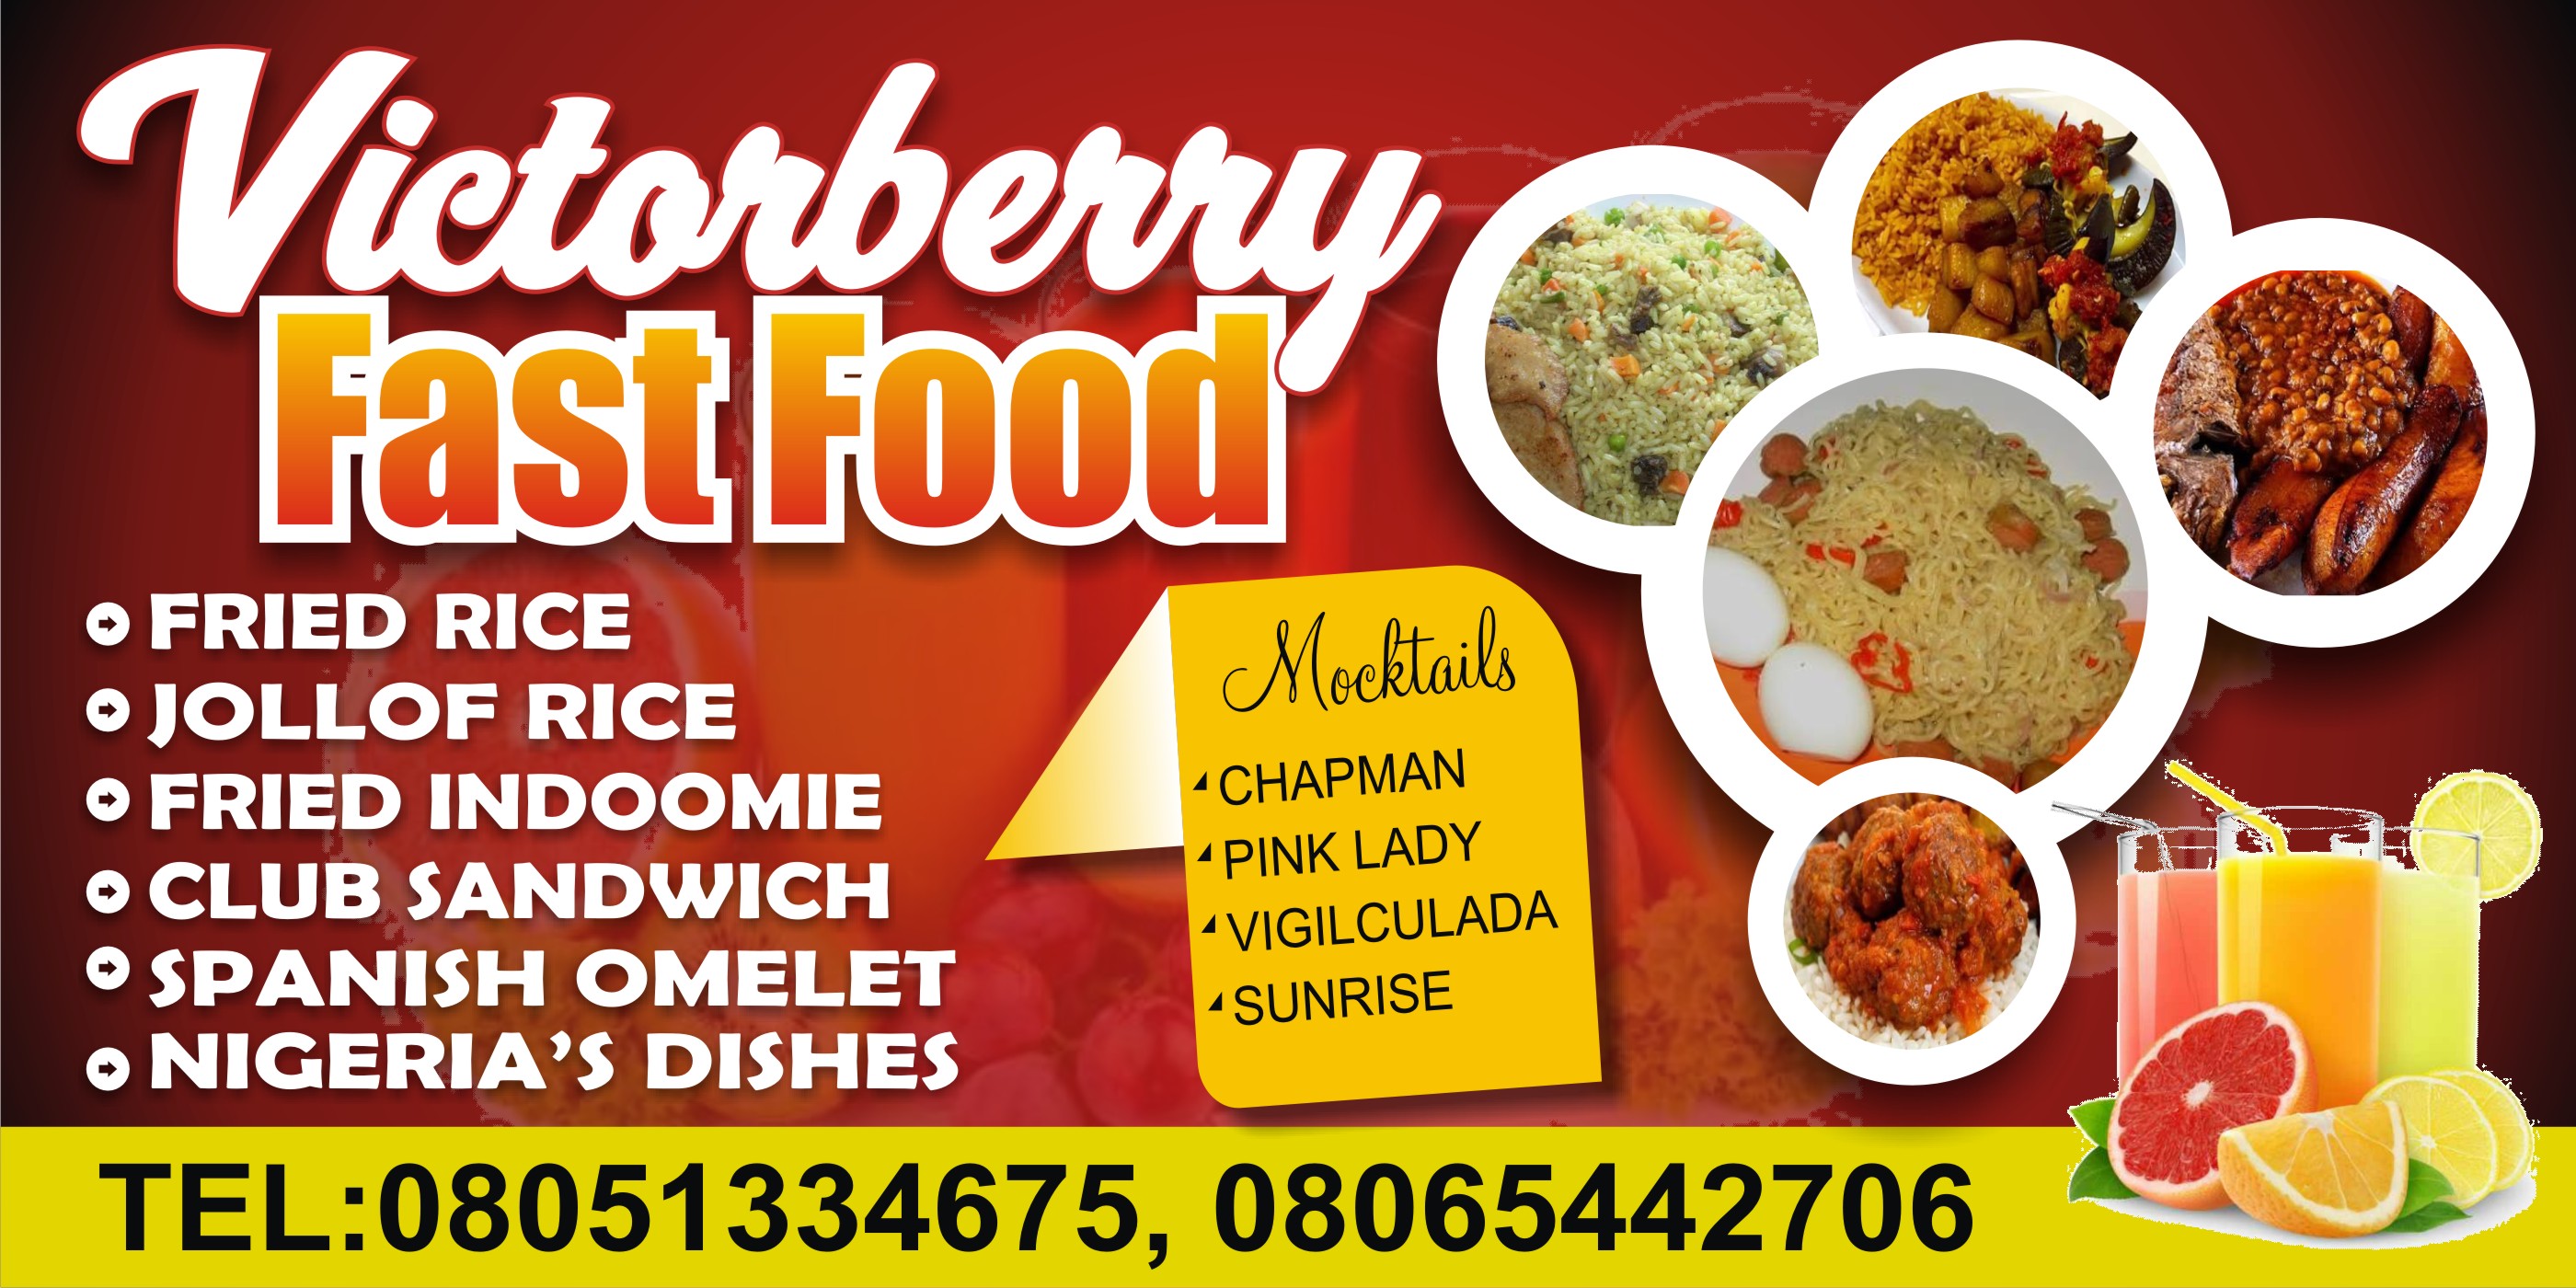 Victorberry
Fast Food
FRIED RICE
JOLLOF RICE
FRIED INDOOMIE
CLUB SANDWICH
SPANISH OMELET
NIGERIA'S DISHES
Mocktails
CHAPMAN
PINK LADY
VIGILCULADA
SUNRISE
TEL:08051334675, 08065442706